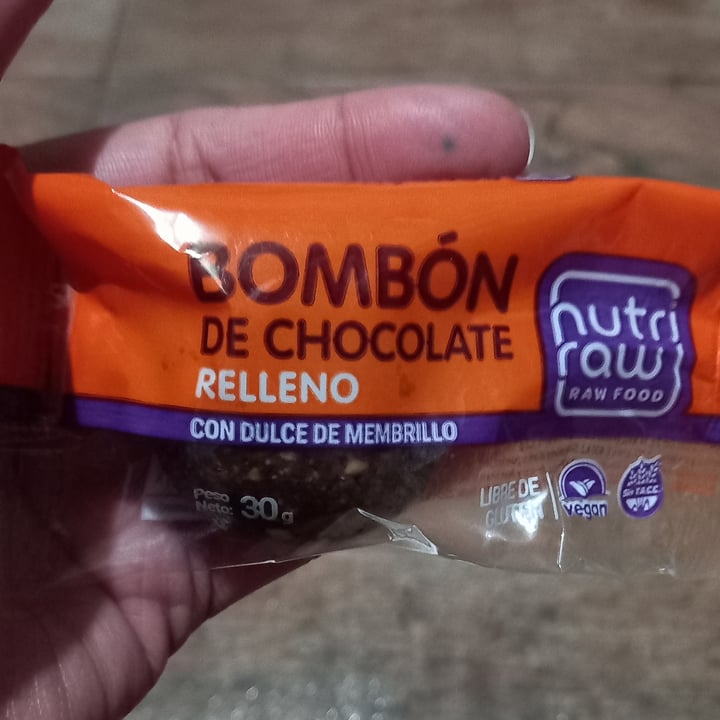 BOMBÓN
DE CHOCOLATE
RELLENO
CON DULCE DE MEMBRILLO
nutri
raw
RAW FOOD
Peso
Neto: 30 g
LIBRE DE
GLUTEN
vegan
Sin T.A.C.C.